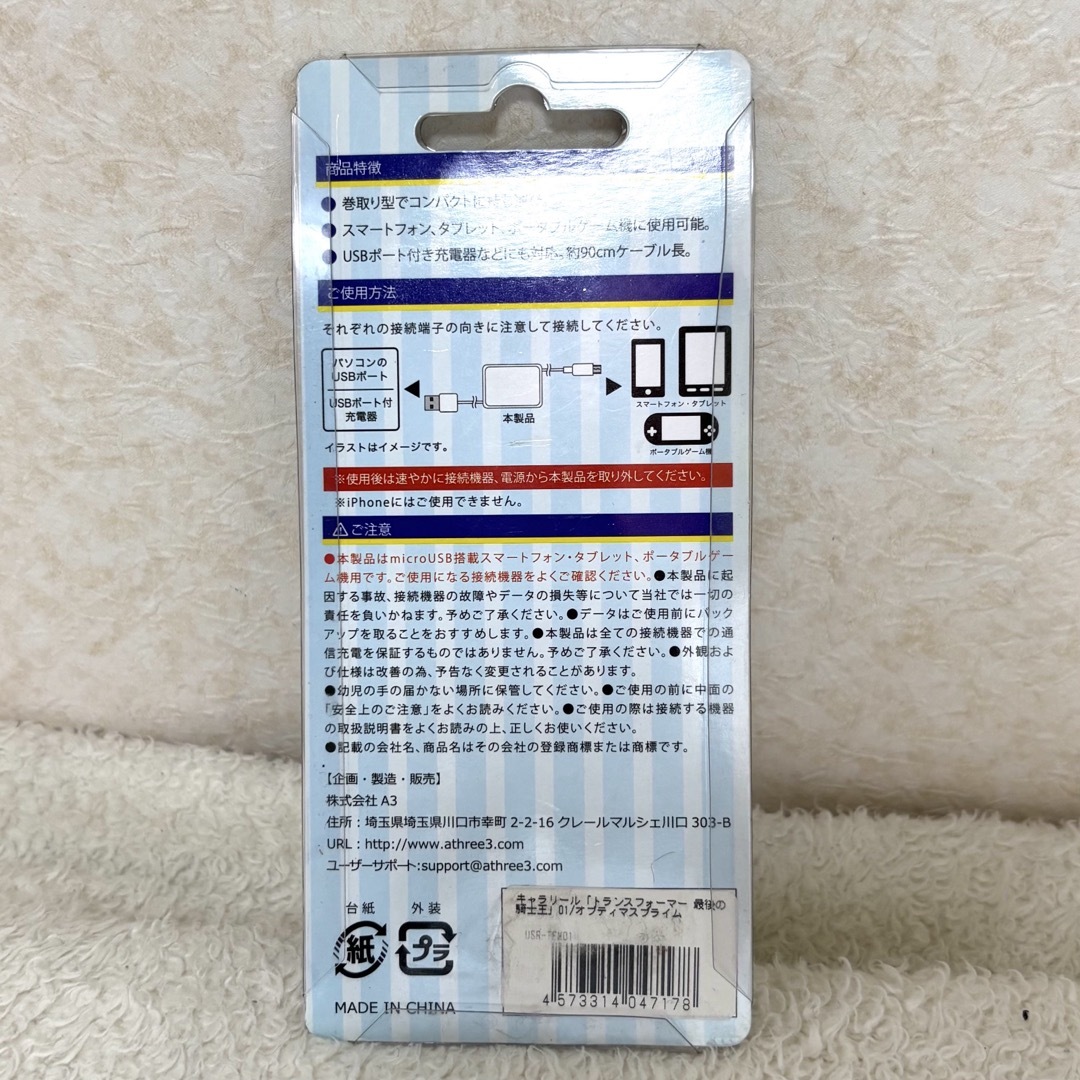 商品特徴
● 巻取り型でコンパクトに
● スマートフォン、タブレット、ポータブルゲーム機に使用可能。
● USBポート付き充電器などにも対応。約90cmケーブル長。
ご使用方法
それぞれの接続端子の向きに注意して接続してください。
パソコンの
USBポート
USBポート付
充電器
本製品
スマートフォン・タブレット
ポータブルゲーム機
イラストはイメージです。
※使用後は速やかに接続機器、電源から本製品を取り外してください。
※iPhoneにはご使用できません。
⚠ご注意
●本製品はmicroUSB搭載スマートフォン・タブレット、ポータブルゲー
ム機用です。ご使用になる接続機器をよくご確認ください。●本製品に起
因する事故、接続機器の故障やデータの損失等について当社では一切の
責任を負いかねます。予めご了承ください。●データはご使用前にバック
アップを取ることをおすすめします。●本製品は全ての接続機器での通
信充電を保証するものではありません。予めご了承ください。●外観およ
び仕様は改善の為、予告なく変更されることがあります。
●幼児の手の届かない場所に保管してください。●ご使用の前に中面の
「安全上のご注意」をよくお読みください。●ご使用の際は接続する機器
の取扱説明書をよくお読みの上、正しくお使いください。
●記載の会社名、商品名はその会社の登録商標または商標です。
【企画・製造・販売】
株式会社 A3
住所：埼玉県埼玉県川口市幸町 2-2-16 クレールマルシェ川口 303-B
URL：http://www.athree3.com
ユーザーサポート:support@athree3.com
台紙 外装
紙 プラ
MADE IN CHINA
キャラリール「トランスフォーマー 最後の
騎士王」01/オプティマスプライム
4 573314 047178